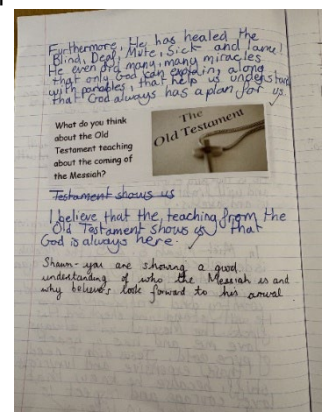 Furthermore, He has healed the
Blind, Deaf, Mute, Sick and lame!
He even did many, many miracles
that only God can explain, along
with parables, that help us understand
that God always has a plan for us.
What do you think
about the Old
Testament teaching
about the coming of
the Messiah?
The
Old Testament
Testament shows us
I believe that the teaching from the
Old Testament shows us that
God is always here.
Shaun - you are showing a good
understanding of who the Messiah is and
why believers look forward to his arrival